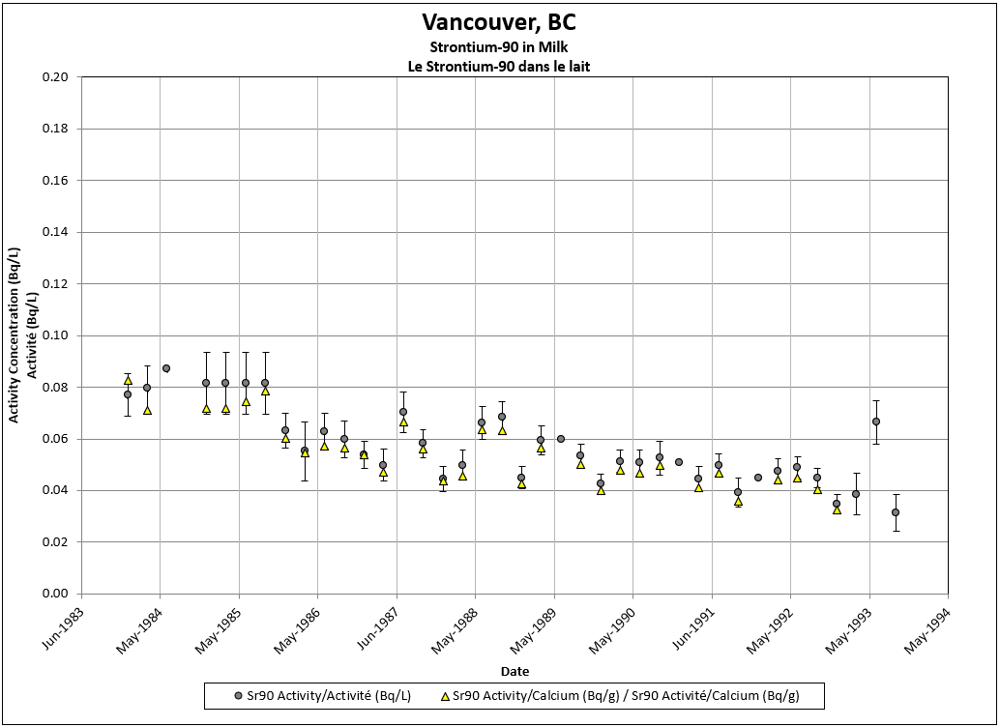 Vancouver, BC
Strontium-90 in Milk
Le Strontium-90 dans le lait
Activity Concentration (Bq/L)
Activité (Bq/L)
0.20
0.18
0.16
0.14
0.12
0.10
0.08
0.06
0.04
0.02
0.00
Jun-1983
May-1984
May-1985
May-1986
Jun-1987
May-1988
May-1989
May-1990
Jun-1991
May-1992
May-1993
May-1994
Date
Sr90 Activity/Activité (Bq/L)
Sr90 Activity/Calcium (Bq/g) / Sr90 Activité/Calcium (Bq/g)